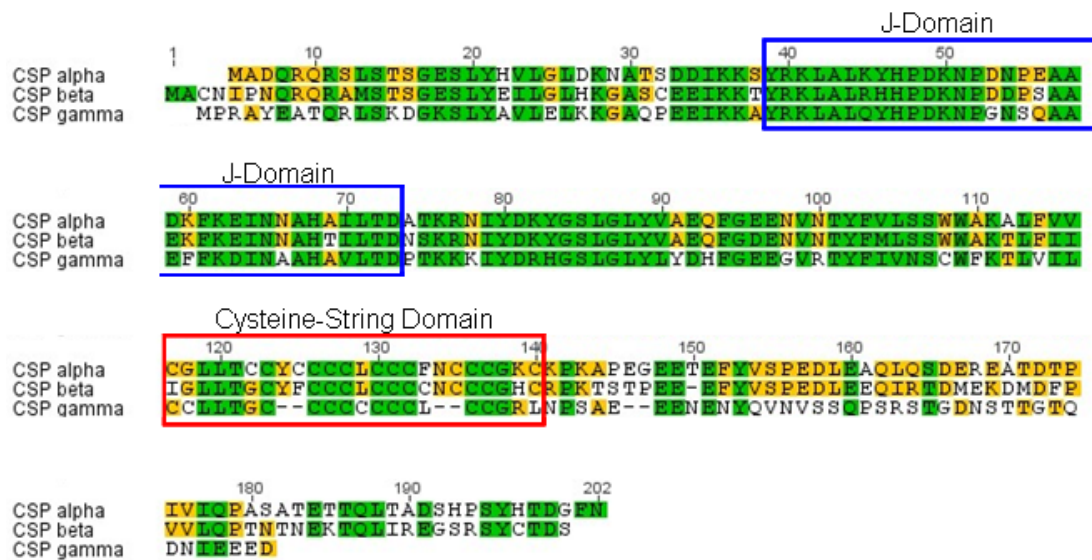 J-Domain
1 10 20 30 40 50
CSP alpha MADQRQRSLSTSGESLYHVLGLDKNATSDDIKKSYRKLALKYHPDKNPDNPEAA
CSP beta MACNIPNQRQRAMSTSGESLYEILGLHKGASCEEIKKTYRKLALRHHPDKNPDDPSAA
CSP gamma MPRAYEATQRLSKDGKSLYAVLELKKGAQPEEIKKAYRKLALQYHPDKNPGNSQAA
J-Domain
60 70 80 90 100 110
CSP alpha DKFKEINNAHAILTDATKRNIYDKYGSLGLYVAEQFGEENVNTYFVLSSWWAKALFVV
CSP beta EKFKEINNAHTILTDNSKRNIYDKYGSLGLYVAEQFGDENVNTYFMLSSWWAKTLFII
CSP gamma EFFKDINAAHAVLTDPTKKKIYDRHGSLGLYLYDHFGEEGVRTYFIVNSCWFKTLVIL
Cysteine-String Domain
120 130 140 150 160 170
CSP alpha CGLLTCCYCCCCLCCCFNCCCGKCKPKAPEGEETEFYVSPEDLEAQLQSDEREATDTP
CSP beta IGLLTGCYFCCCLCCCCNCCCGHCRPKTSTPEE-EFYVSPEDLEEQIRTDMEKDMDFP
CSP gamma CCLLTGC--CCCCCCCL--CCGRLNPSAE--EENENYQVNVSSQPSRSTGDNSTTGTQ
180 190 202
CSP alpha IVIQPASATETTQLTADSHPSYHTDGFN
CSP beta VVLQPTNTNEKTQLIREGSRSYCTDS
CSP gamma DNIEEED